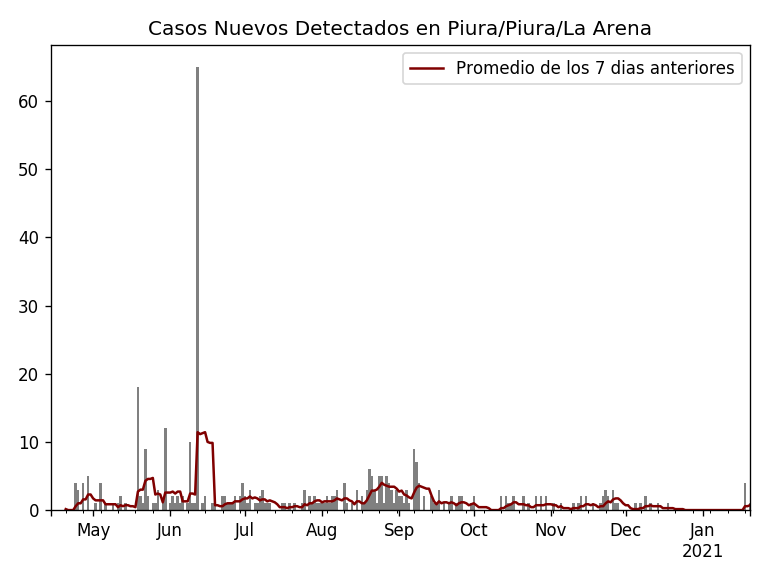 Casos Nuevos Detectados en Piura/Piura/La Arena
Promedio de los 7 dias anteriores
60
50
40
30
20
10
0
May Jun Jul Aug Sep Oct Nov Dec Jan
2021